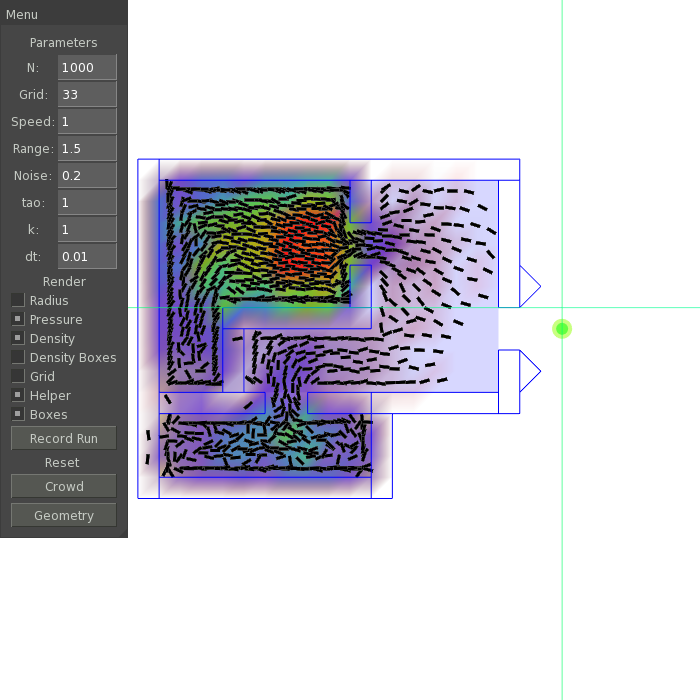 Menu
Parameters
N: 1000
Grid: 33
Speed: 1
Range: 1.5
Noise: 0.2
tao: 1
k: 1
dt: 0.01
Render
Radius
Pressure
Density
Density Boxes
Grid
Helper
Boxes
Record Run
Reset
Crowd
Geometry